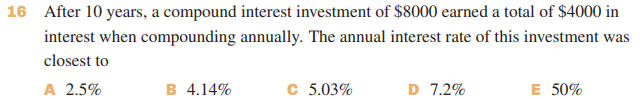 16 After 10 years, a compound interest investment of $8000 earned a total of $4000 in
interest when compounding annually. The annual interest rate of this investment was
closest to
A 2.5% B 4.14% C 5.03% D 7.2% E 50%